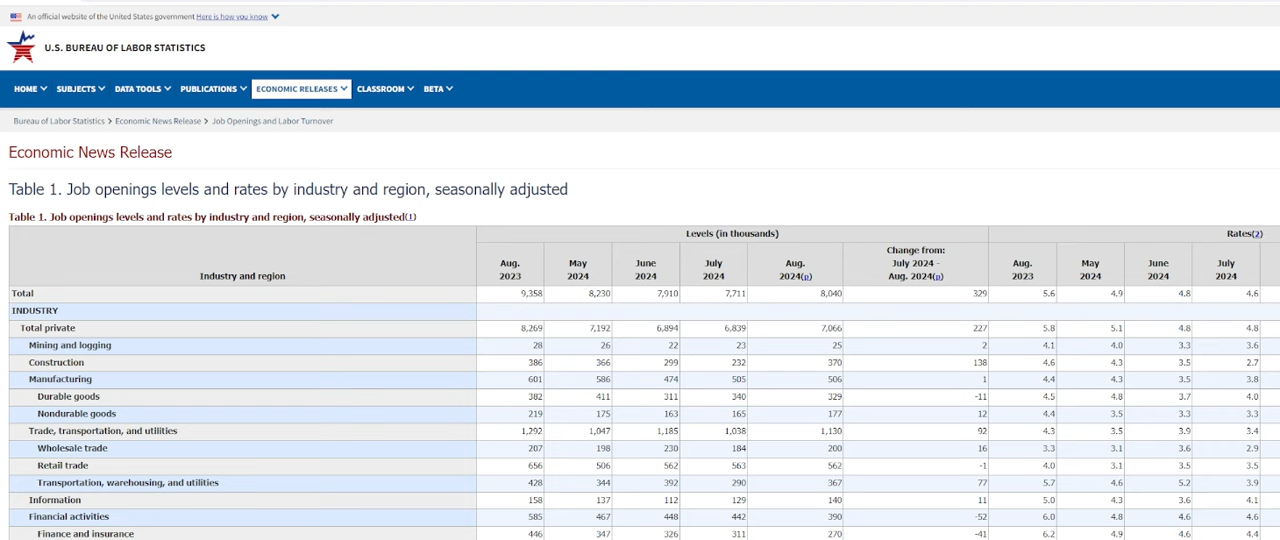 An official website of the United States government Here is how you know
U.S. BUREAU OF LABOR STATISTICS
HOME SUBJECTS DATA TOOLS PUBLICATIONS ECONOMIC RELEASES CLASSROOM BETA
Bureau of Labor Statistics > Economic News Release > Job Openings and Labor Turnover
Economic News Release
Table 1. Job openings levels and rates by industry and region, seasonally adjusted
Table 1. Job openings levels and rates by industry and region, seasonally adjusted(1)
Levels (in thousands) Rates(2)
Industry and region Aug. 2023 May 2024 June 2024 July 2024 Aug. 2024(p) Change from: July 2024 - Aug. 2024(p) Aug. 2023 May 2024 June 2024 July 2024
Total 9,358 8,230 7,910 7,711 8,040 329 5.6 4.9 4.8 4.6
INDUSTRY
Total private 8,269 7,192 6,894 6,839 7,066 227 5.8 5.1 4.8 4.8
Mining and logging 28 26 22 23 25 2 4.1 4.0 3.3 3.6
Construction 386 366 299 232 370 138 4.6 4.3 3.5 2.7
Manufacturing 601 586 474 505 506 1 4.4 4.3 3.5 3.8
Durable goods 382 411 311 340 329 -11 4.5 4.8 3.7 4.0
Nondurable goods 219 175 163 165 177 12 4.4 3.5 3.3 3.3
Trade, transportation, and utilities 1,292 1,047 1,185 1,038 1,130 92 4.3 3.5 3.9 3.4
Wholesale trade 207 198 230 184 200 16 3.3 3.1 3.6 2.9
Retail trade 656 506 562 563 562 -1 4.0 3.1 3.5 3.5
Transportation, warehousing, and utilities 428 344 392 290 367 77 5.7 4.6 5.2 3.9
Information 158 137 112 129 140 11 5.0 4.3 3.6 4.1
Financial activities 585 467 448 442 390 -52 6.0 4.8 4.6 4.6
Finance and insurance 446 347 326 311 270 -41 6.2 4.9 4.6 4.4